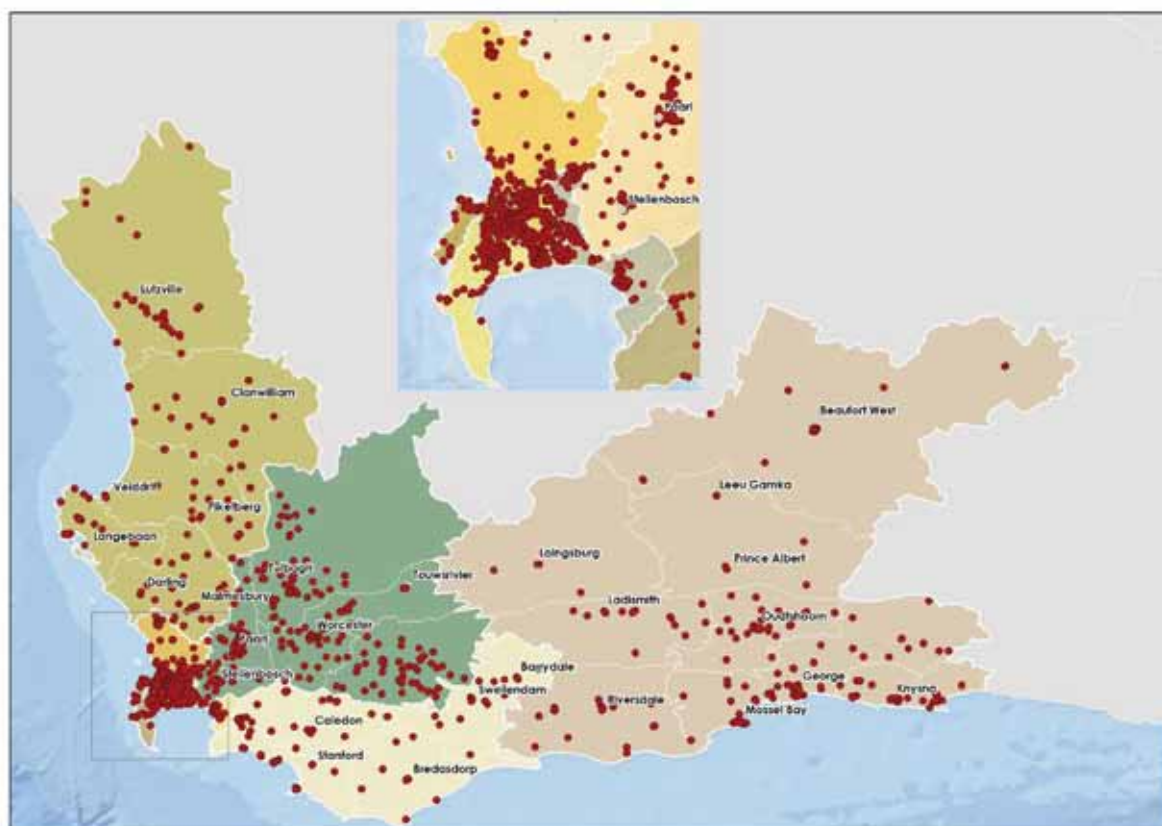 Paarl
Stellenbosch
Lutzville
Clanwilliam
Beaufort West
Velddrift
Piketberg
Leeu Gamka
Langebaan
Laingsburg
Prince Albert
Tulbagh
Touwsrivier
Darling
Malmesbury
Ladismith
Oudtshoorn
Worcester
Paarl
Stellenbosch
Barrydale
George
Swellendam
Riversdale
Knysna
Mossel Bay
Caledon
Stanford
Bredasdorp